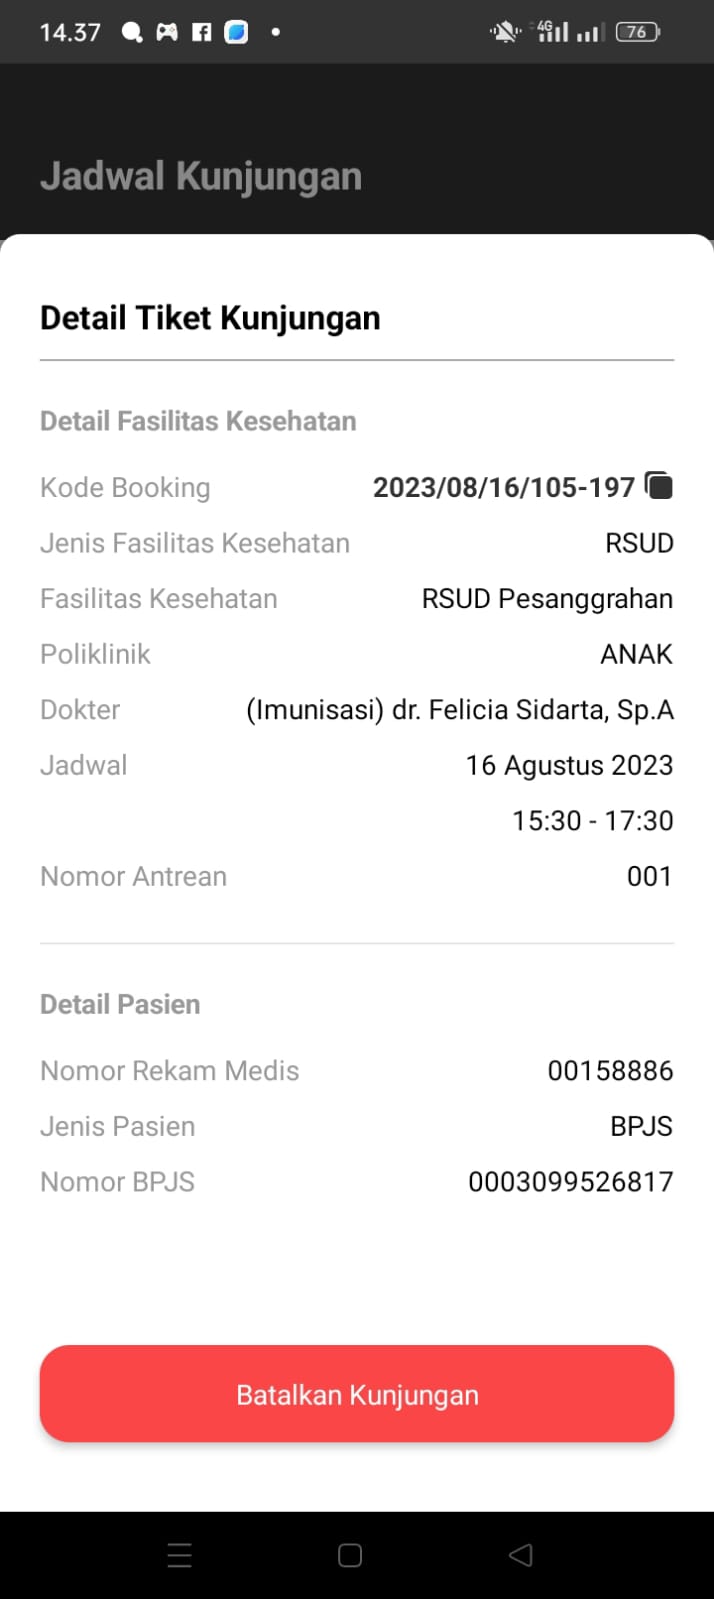 14.37 4G 76
Jadwal Kunjungan
Detail Tiket Kunjungan
Detail Fasilitas Kesehatan
Kode Booking 2023/08/16/105-197
Jenis Fasilitas Kesehatan RSUD
Fasilitas Kesehatan RSUD Pesanggrahan
Poliklinik ANAK
Dokter (Imunisasi) dr. Felicia Sidarta, Sp.A
Jadwal 16 Agustus 2023
15:30 - 17:30
Nomor Antrean 001
Detail Pasien
Nomor Rekam Medis 00158886
Jenis Pasien BPJS
Nomor BPJS 0003099526817
Batalkan Kunjungan